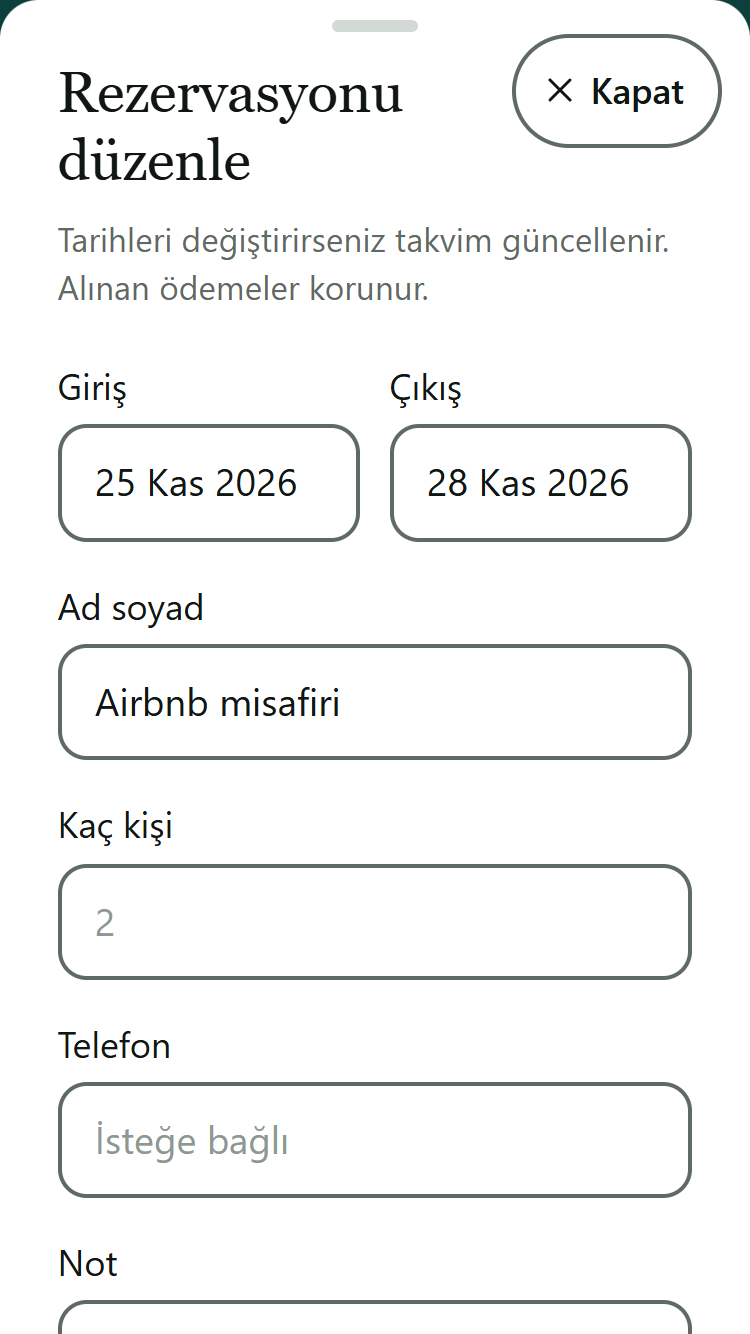 Rezervasyonu
düzenle
Kapat
Tarihleri değiştirirseniz takvim güncellenir.
Alınan ödemeler korunur.
Giriş
Çıkış
25 Kas 2026
28 Kas 2026
Ad soyad
Airbnb misafiri
Kaç kişi
2
Telefon
İsteğe bağlı
Not